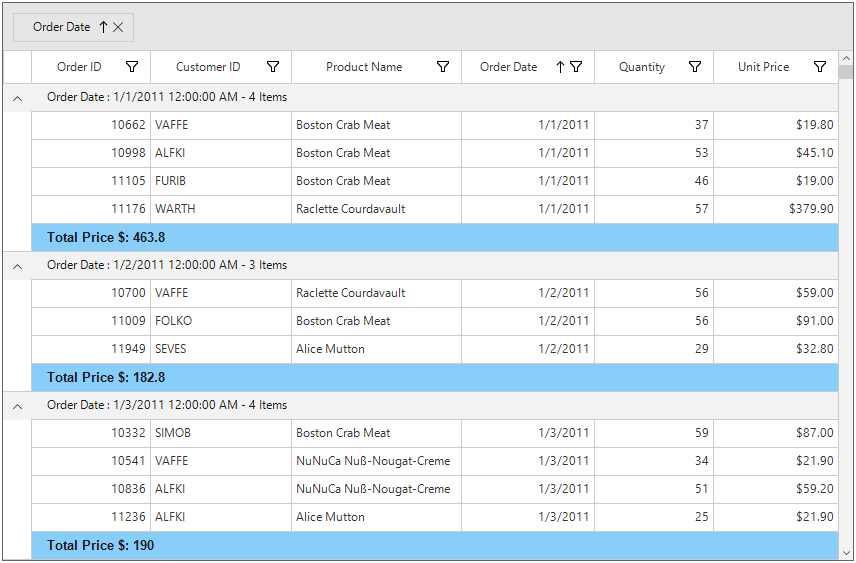 Order Date
Order ID Customer ID Product Name Order Date Quantity Unit Price
Order Date : 1/1/2011 12:00:00 AM - 4 Items
10662 VAFFE Boston Crab Meat 1/1/2011 37 $19.80
10998 ALFKI Boston Crab Meat 1/1/2011 53 $45.10
11105 FURIB Boston Crab Meat 1/1/2011 46 $19.00
11176 WARTH Raclette Courdavault 1/1/2011 57 $379.90
Total Price $: 463.8
Order Date : 1/2/2011 12:00:00 AM - 3 Items
10700 VAFFE Raclette Courdavault 1/2/2011 56 $59.00
11009 FOLKO Boston Crab Meat 1/2/2011 56 $91.00
11949 SEVES Alice Mutton 1/2/2011 29 $32.80
Total Price $: 182.8
Order Date : 1/3/2011 12:00:00 AM - 4 Items
10332 SIMOB Boston Crab Meat 1/3/2011 59 $87.00
10541 VAFFE NuNuCa Nuß-Nougat-Creme 1/3/2011 34 $21.90
10836 ALFKI NuNuCa Nuß-Nougat-Creme 1/3/2011 51 $59.20
11236 ALFKI Alice Mutton 1/3/2011 25 $21.90
Total Price $: 190